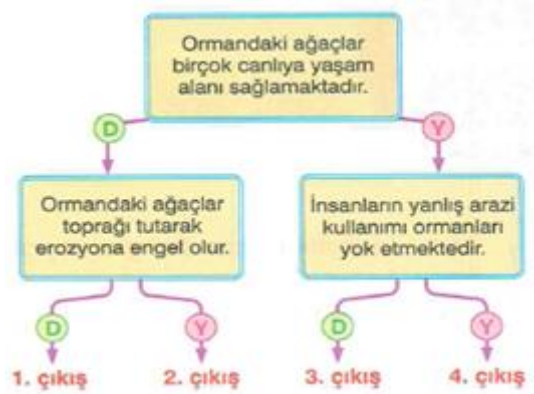 Ormandaki ağaçlar
birçok canlıya yaşam
alanı sağlamaktadır.
D
Y
Ormandaki ağaçlar
toprağı tutarak
erozyona engel olur.
İnsanların yanlış arazi
kullanımı ormanları
yok etmektedir.
D
Y
D
Y
1. çıkış
2. çıkış
3. çıkış
4. çıkış